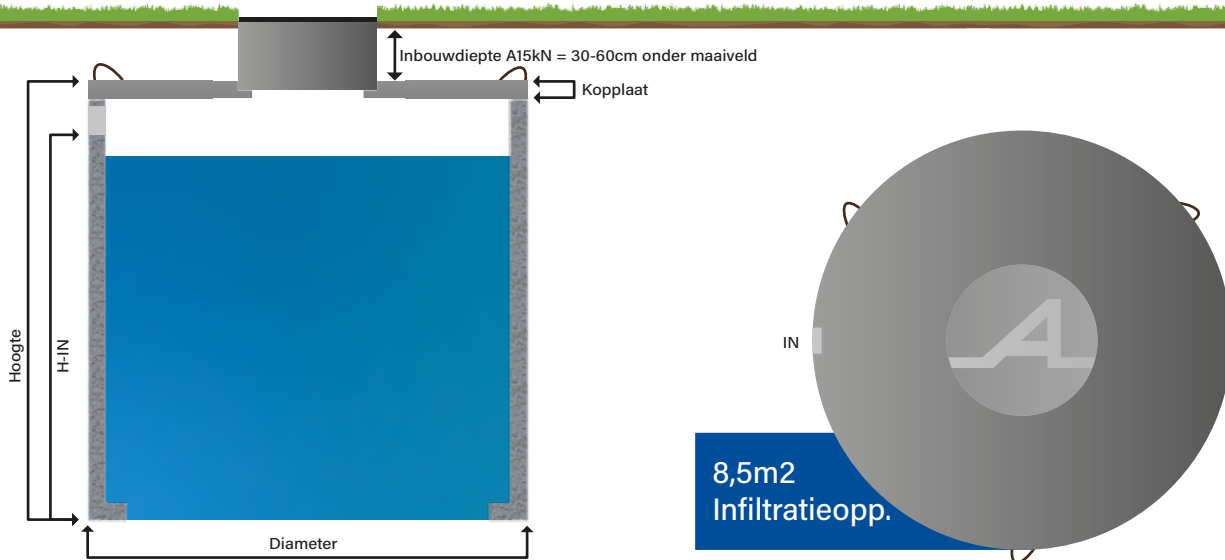 Inbouwdiepte A15kN = 30-60cm onder maaiveld
Kopplaat
Hoogte
H-IN
IN
8,5m2
Infiltratieopp.
Diameter